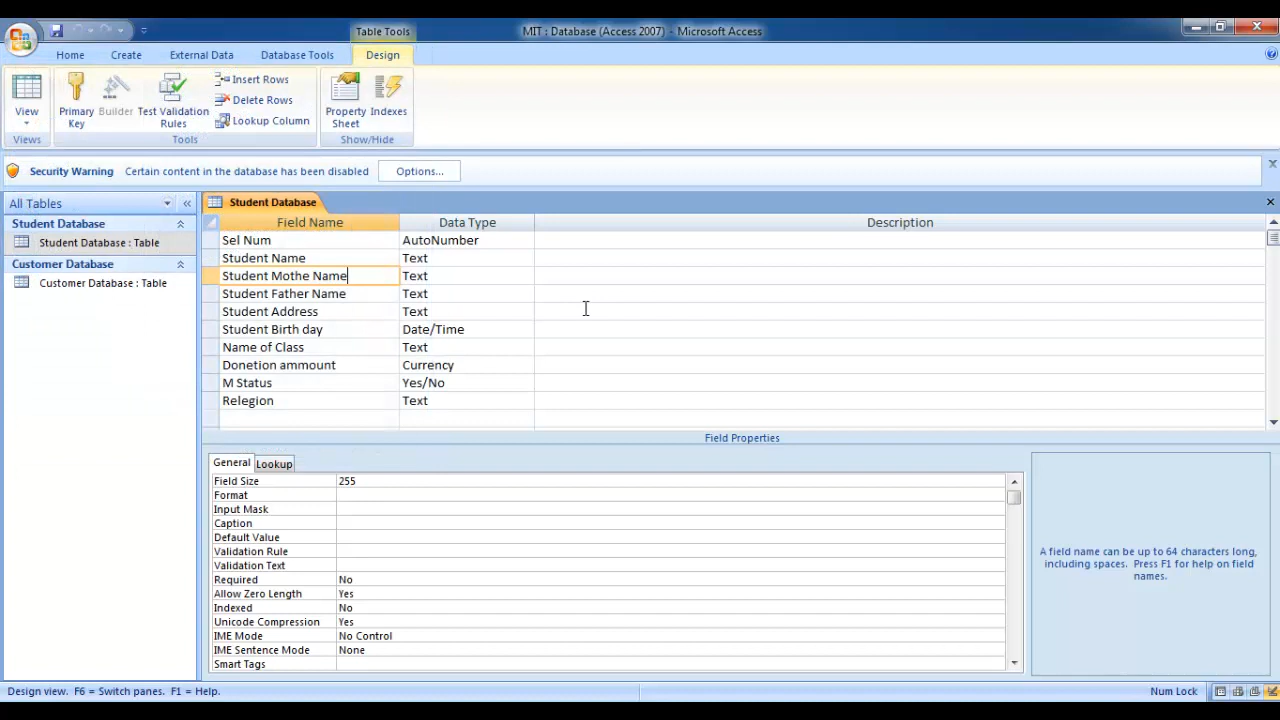 Table Tools
MIT : Database (Access 2007) - Microsoft Access
Home Create External Data Database Tools Design
View
Primary Key
Builder
Test Validation Rules
Insert Rows
Delete Rows
Lookup Column
Property Sheet
Indexes
Views Tools Show/Hide
Security Warning Certain content in the database has been disabled Options...
All Tables
Student Database
Student Database : Table
Customer Database
Customer Database : Table
Student Database
Field Name Data Type Description
Sel Num AutoNumber
Student Name Text
Student Mothe Name Text
Student Father Name Text
Student Address Text
Student Birth day Date/Time
Name of Class Text
Donetion ammount Currency
M Status Yes/No
Relegion Text
Field Properties
General Lookup
Field Size 255
Format
Input Mask
Caption
Default Value
Validation Rule
Validation Text
Required No
Allow Zero Length Yes
Indexed No
Unicode Compression Yes
IME Mode No Control
IME Sentence Mode None
Smart Tags
A field name can be up to 64 characters long,
including spaces. Press F1 for help on field
names.
Design view. F6 = Switch panes. F1 = Help. Num Lock